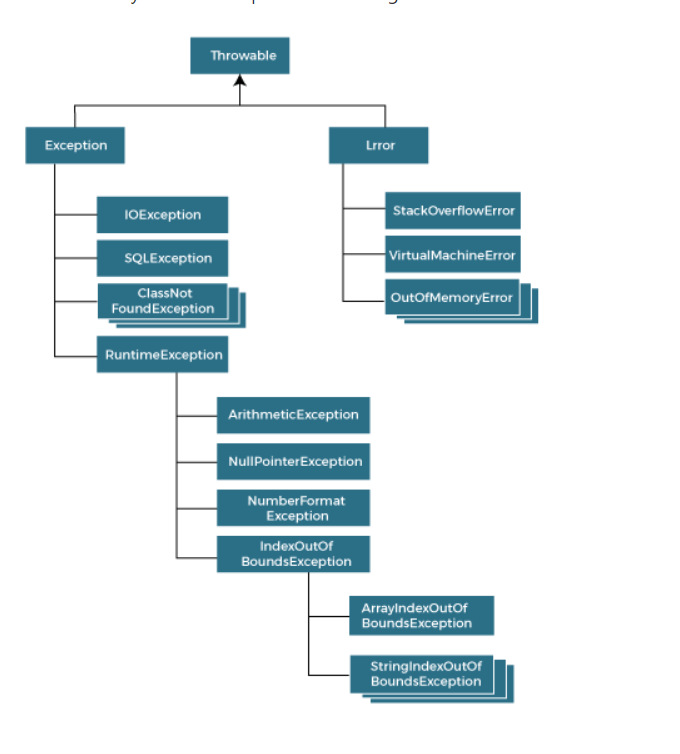 Throwable
Exception
Lrror
IOException
StackOverflowError
SQLException
VirtualMachineError
ClassNot
FoundException
OutOfMemoryError
RuntimeException
ArithmeticException
NullPointerException
NumberFormat
Exception
IndexOutOf
BoundsException
ArrayIndexOutOf
BoundsException
StringIndexOutOf
BoundsException